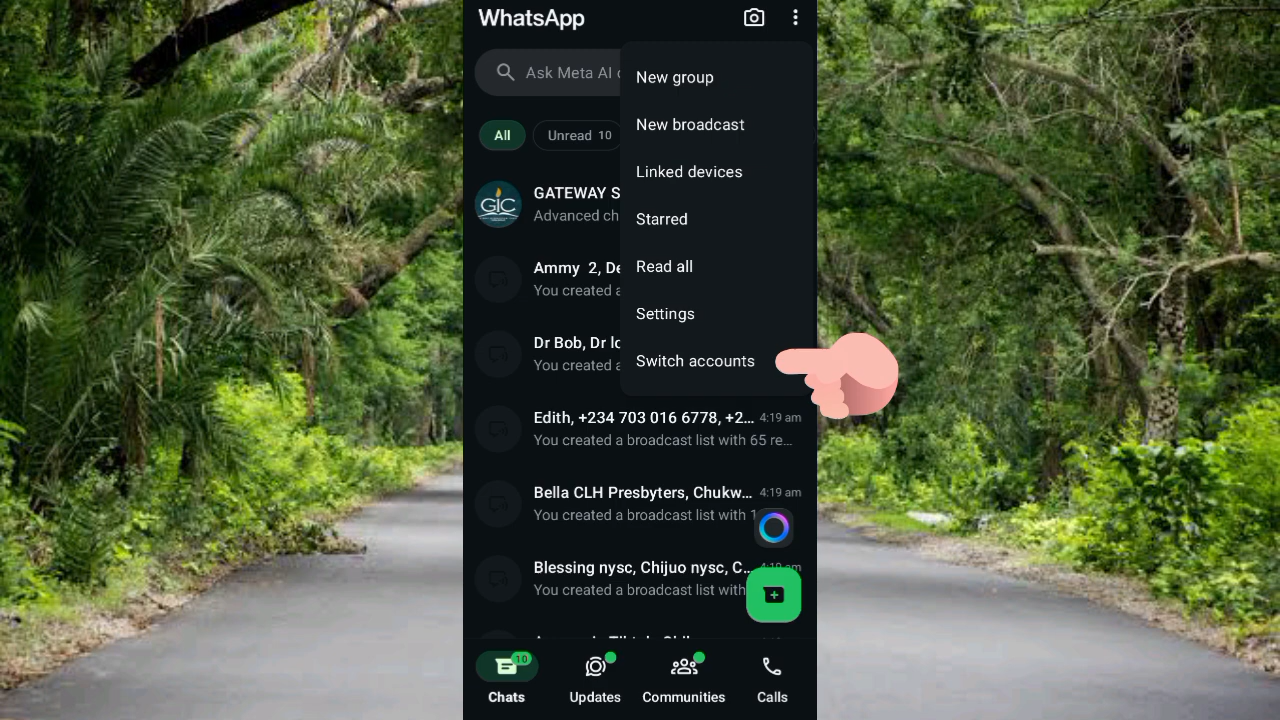 WhatsApp
Ask Meta AI
New group
New broadcast
Linked devices
Starred
Read all
Settings
Switch accounts
All
Unread 10
GIC
GATEWAY S
Advanced ch
Ammy 2, De
You created a
Dr Bob, Dr
You created a
Edith, +234 703 016 6778, +2... 4:19 am
You created a broadcast list with 65 re...
Bella CLH Presbyters, Chukw... 4:19 am
You created a broadcast list with 1
Blessing nysc, Chijuo nysc, C... 4:19 am
You created a broadcast list with
10
Chats
Updates
Communities
Calls